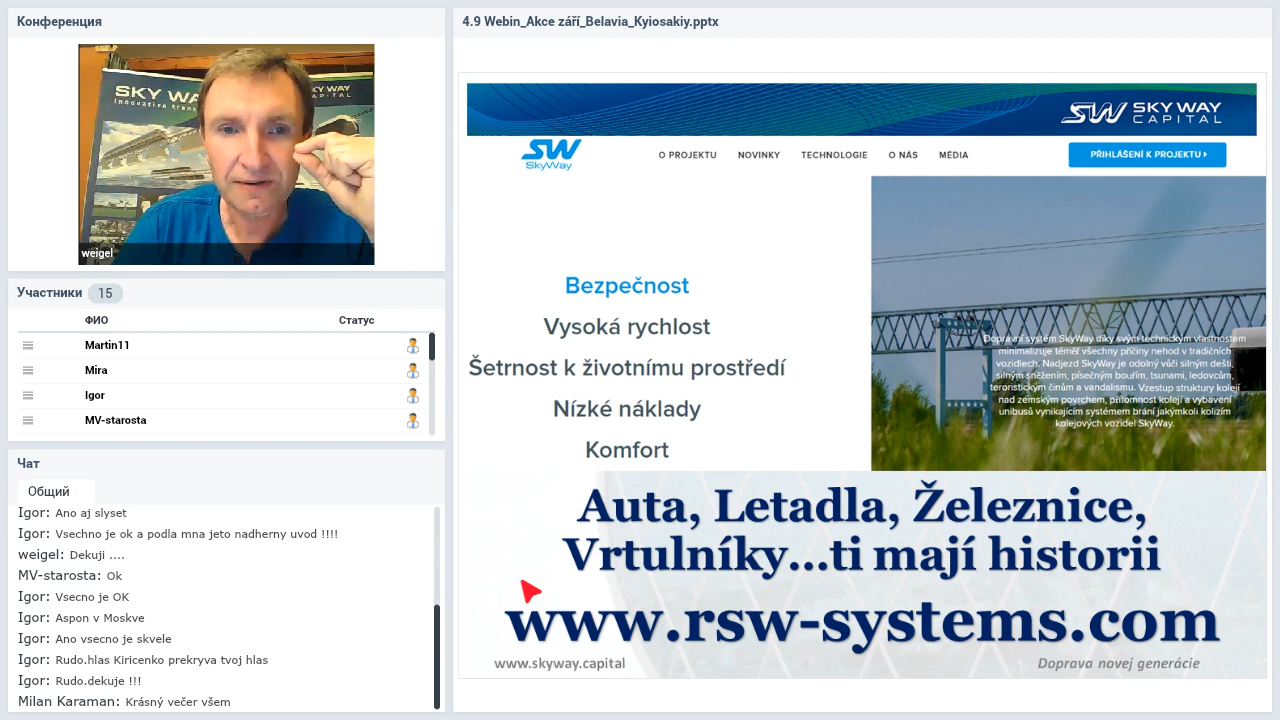 Конференция
SKY WA
innovative trans
KY WAY
CAPITAL
weigel
Участники 15
ФИО Статус
Martin11
Mira
Igor
MV-starosta
Чат
Общий
Igor: Ano aj slyset
Igor: Vsechno je ok a podla mna jeto nadherny uvod !!!!
weigel: Dekuji ....
MV-starosta: Ok
Igor: Vsecno je OK
Igor: Aspon v Moskve
Igor: Ano vsecno je skvele
Igor: Rudo.hlas Kiricenko prekryva tvoj hlas
Igor: Rudo.dekuje !!!
Milan Karaman: Krásný večer všem
4.9 Webin_Akce září_Belavia_Kyiosakiy.pptx
SW SKY WAY
CAPITAL
SW
SkyWay
O PROJEKTU NOVINKY TECHNOLOGIE O NÁS MÉDIA
PŘIHLÁŠENÍ K PROJEKTU
Bezpečnost
Vysoká rychlost
Šetrnost k životnímu prostředí
Nízké náklady
Komfort
Dopravní systém SkyWay díky svým technickým vlastnostem
minimalizuje téměř všechny příčiny nehod v tradičních
vozidlech. Nadjezd SkyWay je odolný vůči silným dešti,
silným sněžením, písečným bouřím, tsunami, ledovcům,
teroristickým činům a vandalismu. Vzestup struktury kolejí
nad zemským povrchem, přítomnost kolejí a vybavení
unibusů vynikajícím systémem brání jakýmkoli kolizím
kolejových vozidel SkyWay.
Auta, Letadla, Železnice,
Vrtulníky...ti mají historii
www.rsw-systems.com
www.skyway.capital
Doprava novej generácie